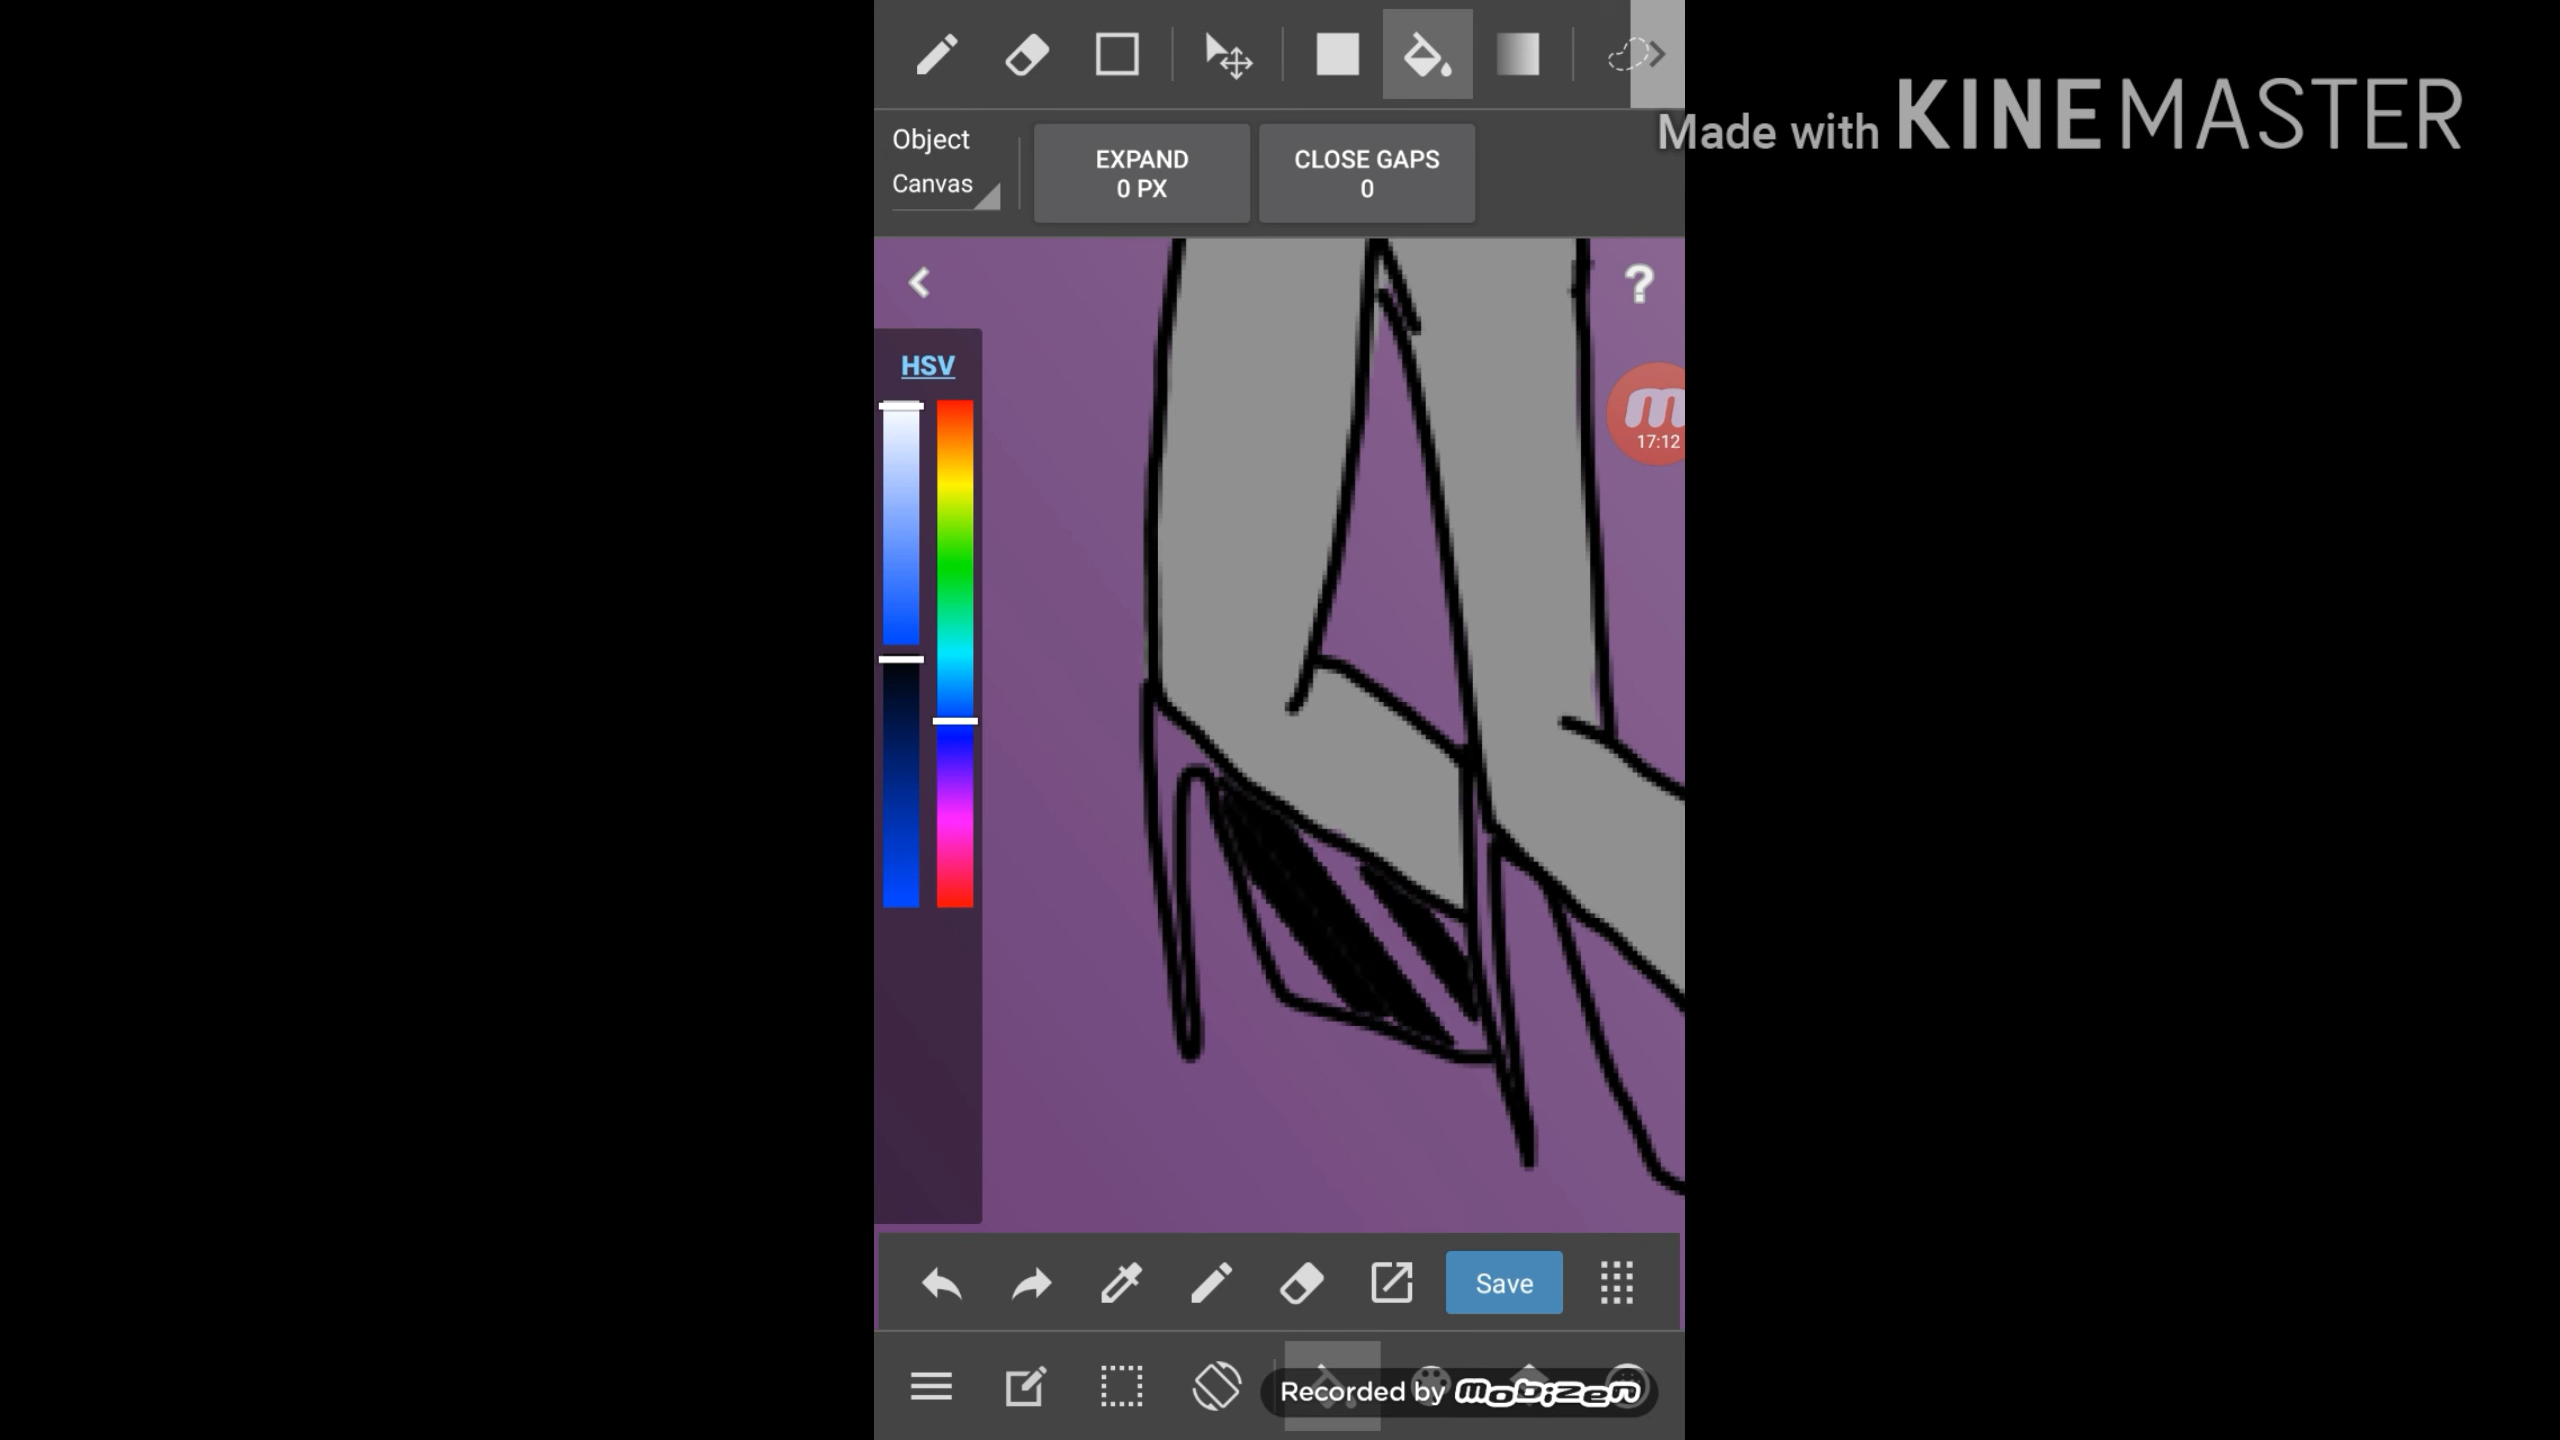 Made with KINEMASTER
Object
Canvas
EXPAND
0 PX
CLOSE GAPS
0
?
HSV
m
17:12
Save
Recorded by mobizen